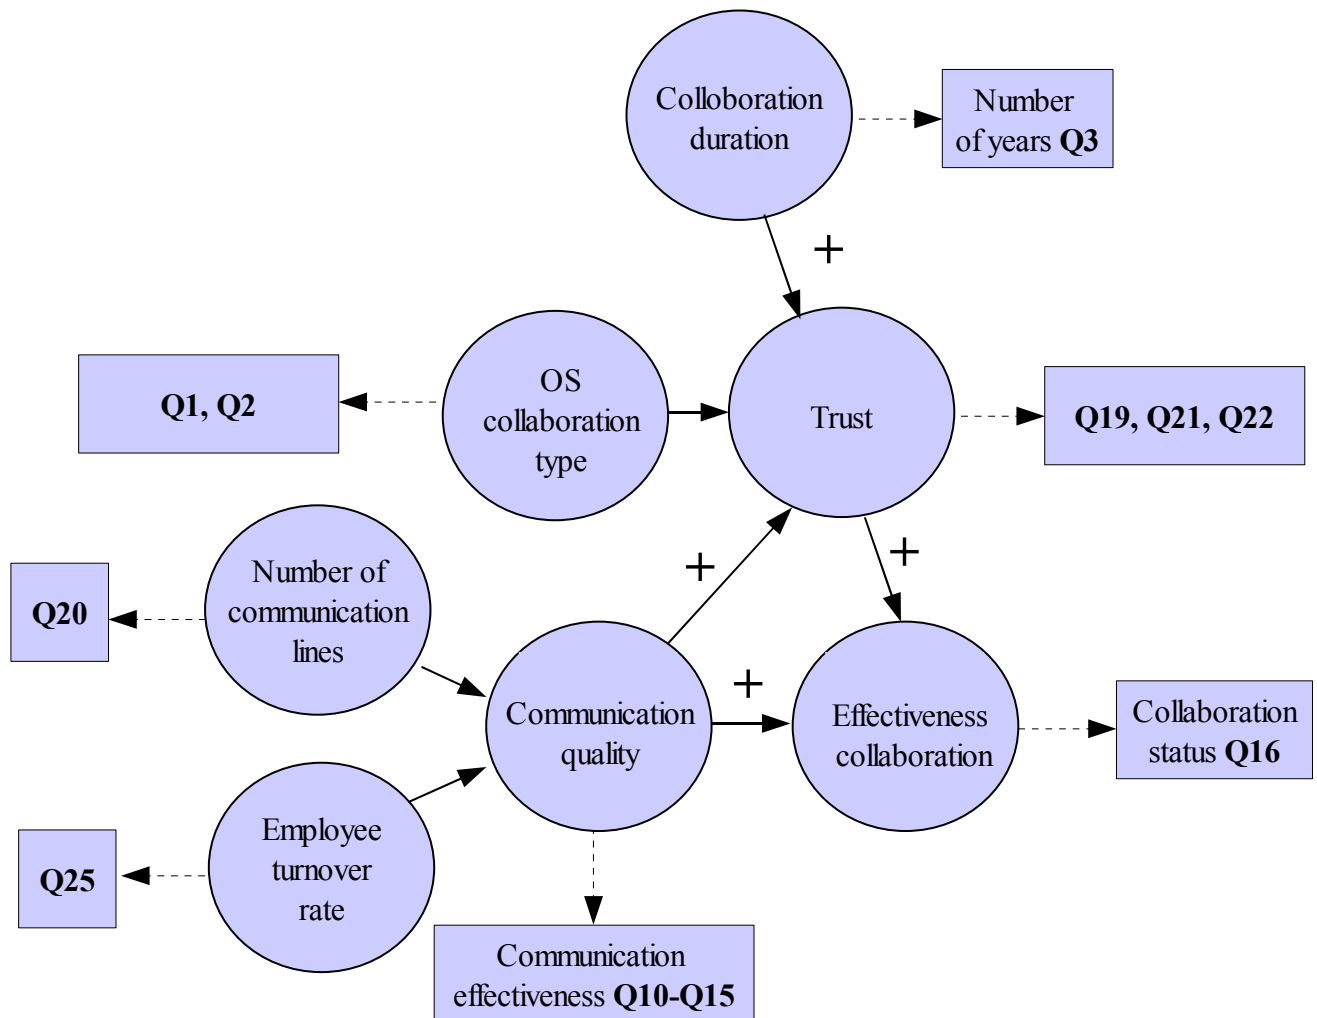 Colloboration
duration
Number
of years Q3
+
OS
collaboration
type
Q1, Q2
Trust
Q19, Q21, Q22
Number of
communication
lines
Q20
+
+
Communication
quality
+
Effectiveness
collaboration
Collaboration
status Q16
Employee
turnover
rate
Q25
Communication
effectiveness Q10-Q15